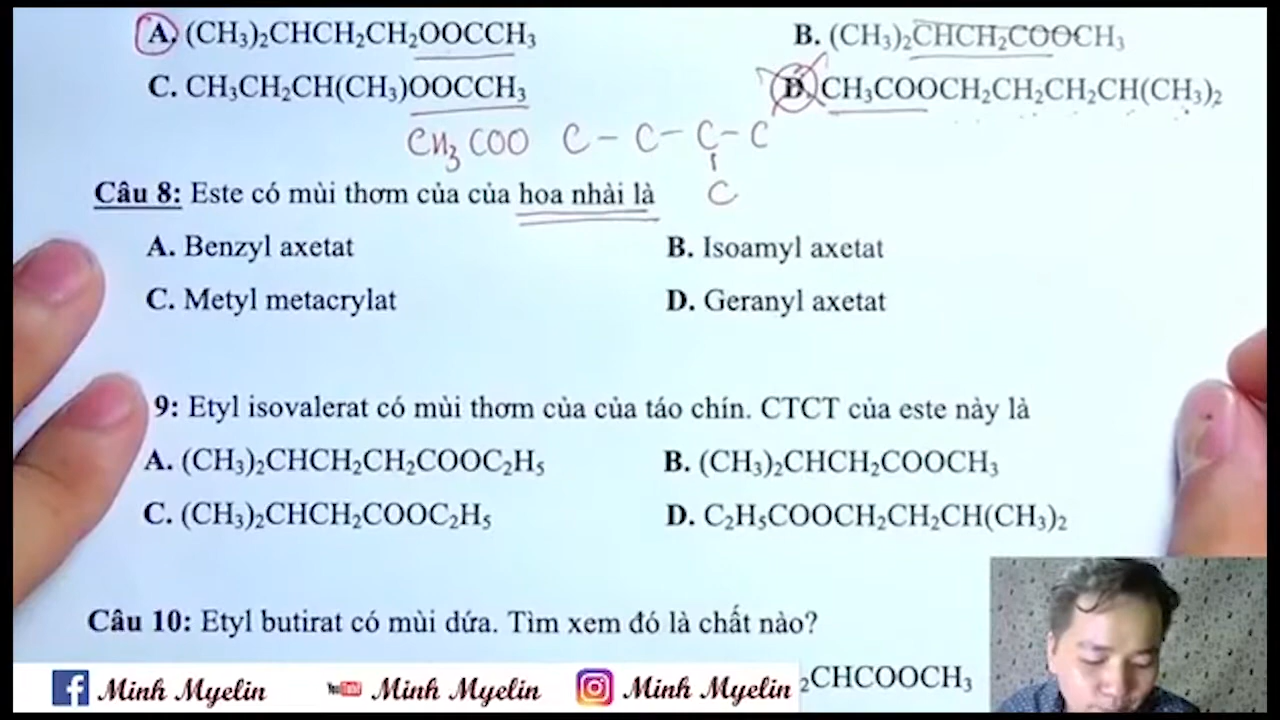 A. (CH₃)₂CHCH₂CH₂OOCCH₃ B. (CH₃)₂CHCH₂COOCH₃
C. CH₃CH₂CH(CH₃)OOCCH₃ D. CH₃COOCH₂CH₂CH₂CH(CH₃)₂
CH₃ COO C – C – C – C
C
Câu 8: Este có mùi thơm của của hoa nhài là
A. Benzyl axetat B. Isoamyl axetat
C. Metyl metacrylat D. Geranyl axetat
9: Etyl isovalerat có mùi thơm của của táo chín. CTCT của este này là
A. (CH₃)₂CHCH₂CH₂COOC₂H₅ B. (CH₃)₂CHCH₂COOCH₃
C. (CH₃)₂CHCH₂COOC₂H₅ D. C₂H₅COOCH₂CH₂CH(CH₃)₂
Câu 10: Etyl butirat có mùi dứa. Tìm xem đó là chất nào?
₂CHCOOCH₃
Minh Myelin YouTube Minh Myelin Minh Myelin